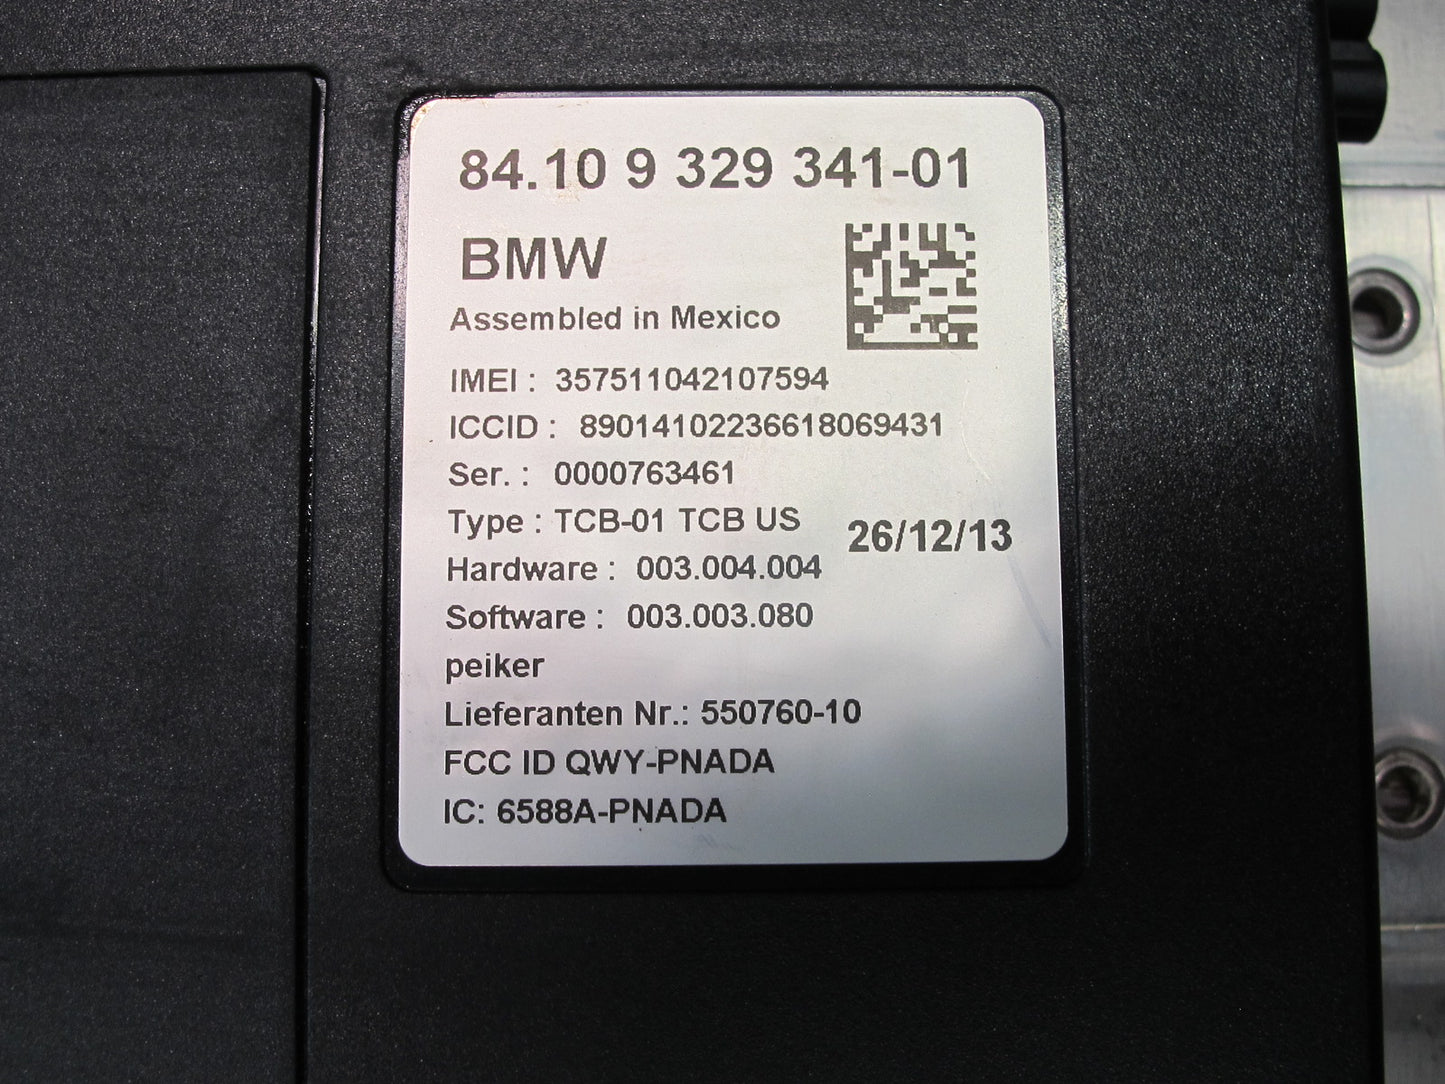 84.10 9 329 341-01
BMW
Assembled in Mexico
IMEI : 357511042107594
ICCID : 89014102236618069431
Ser. : 0000763461
Type : TCB-01 TCB US
26/12/13
Hardware : 003.004.004
Software : 003.003.080
peiker
Lieferanten Nr.: 550760-10
FCC ID QWY-PNADA
IC: 6588A-PNADA